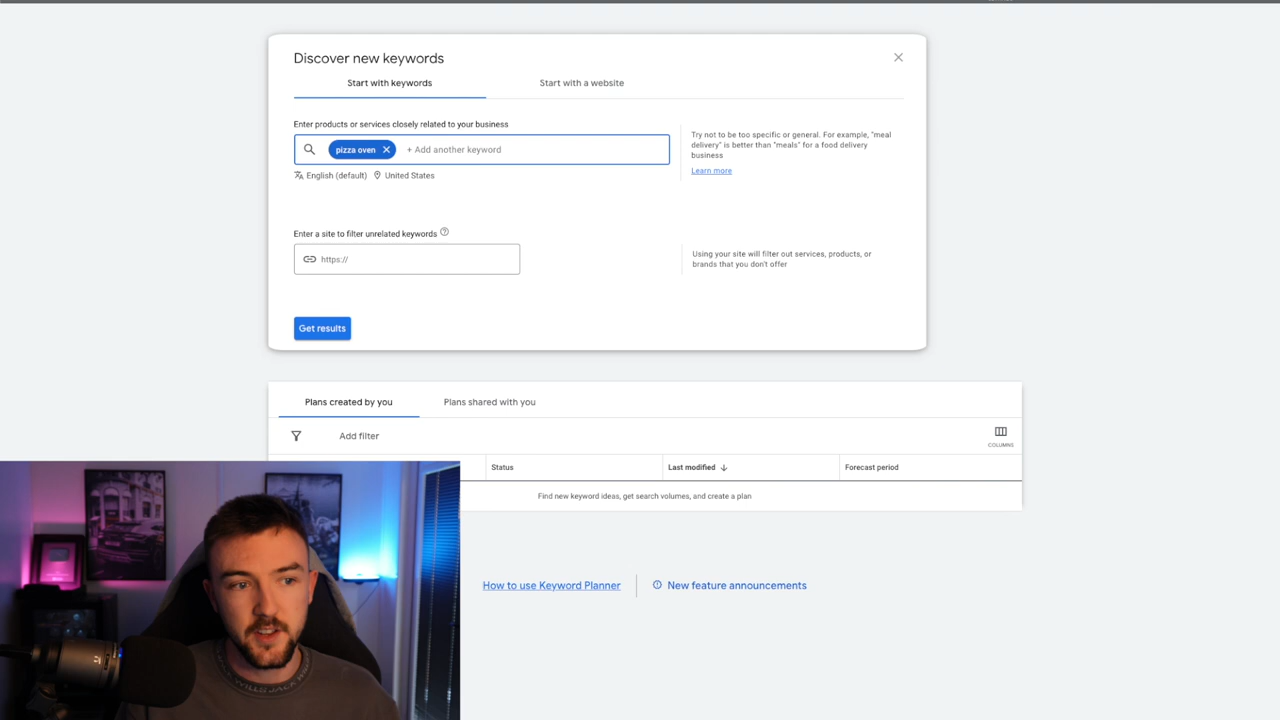 Discover new keywords
Start with keywords
Start with a website
Enter products or services closely related to your business
pizza oven
+ Add another keyword
English (default)
United States
Try not to be too specific or general. For example, "meal
delivery" is better than "meals" for a food delivery
business
Learn more
Enter a site to filter unrelated keywords
https://
Using your site will filter out services, products, or
brands that you don't offer
Get results
Plans created by you
Plans shared with you
Add filter
COLUMNS
Status
Last modified
Forecast period
Find new keyword ideas, get search volumes, and create a plan
How to use Keyword Planner
New feature announcements